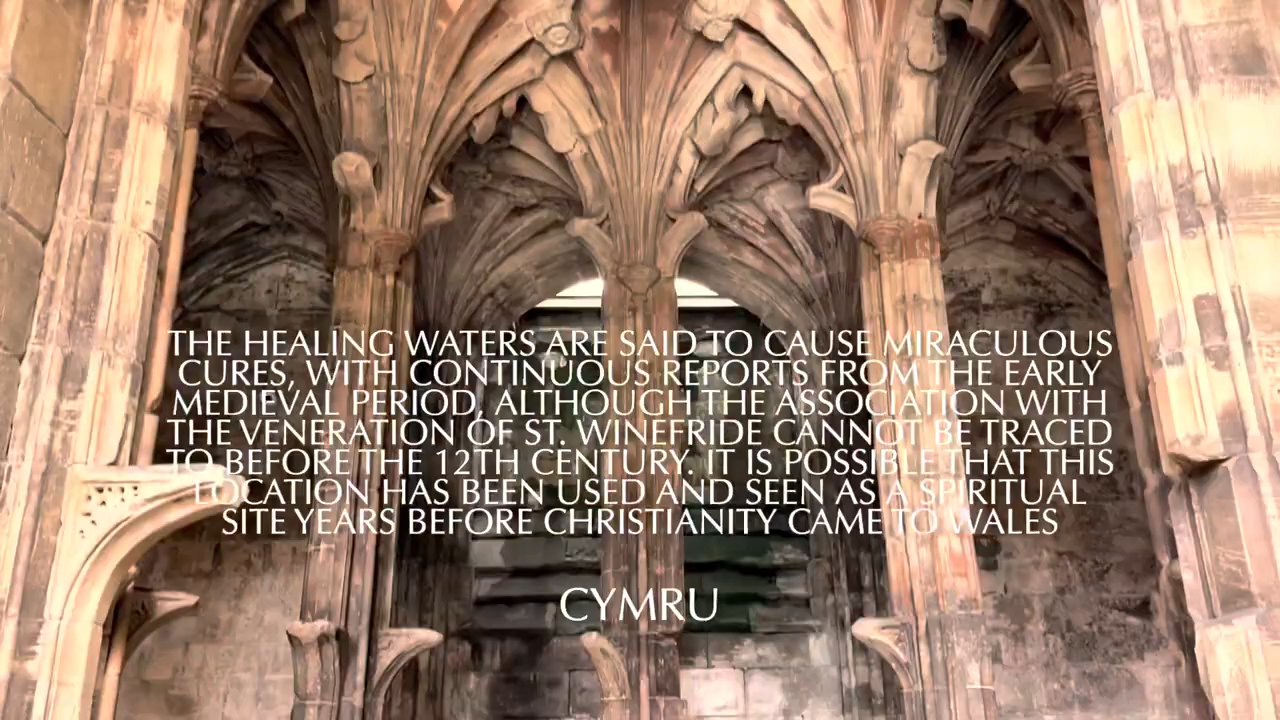 THE HEALING WATERS ARE SAID TO CAUSE MIRACULOUS
CURES, WITH CONTINUOUS REPORTS FROM THE EARLY
MEDIEVAL PERIOD, ALTHOUGH THE ASSOCIATION WITH
THE VENERATION OF ST. WINEFRIDE CANNOT BE TRACED
TO BEFORE THE 12TH CENTURY. IT IS POSSIBLE THAT THIS
LOCATION HAS BEEN USED AND SEEN AS A SPIRITUAL
SITE YEARS BEFORE CHRISTIANITY CAME TO WALES
CYMRU